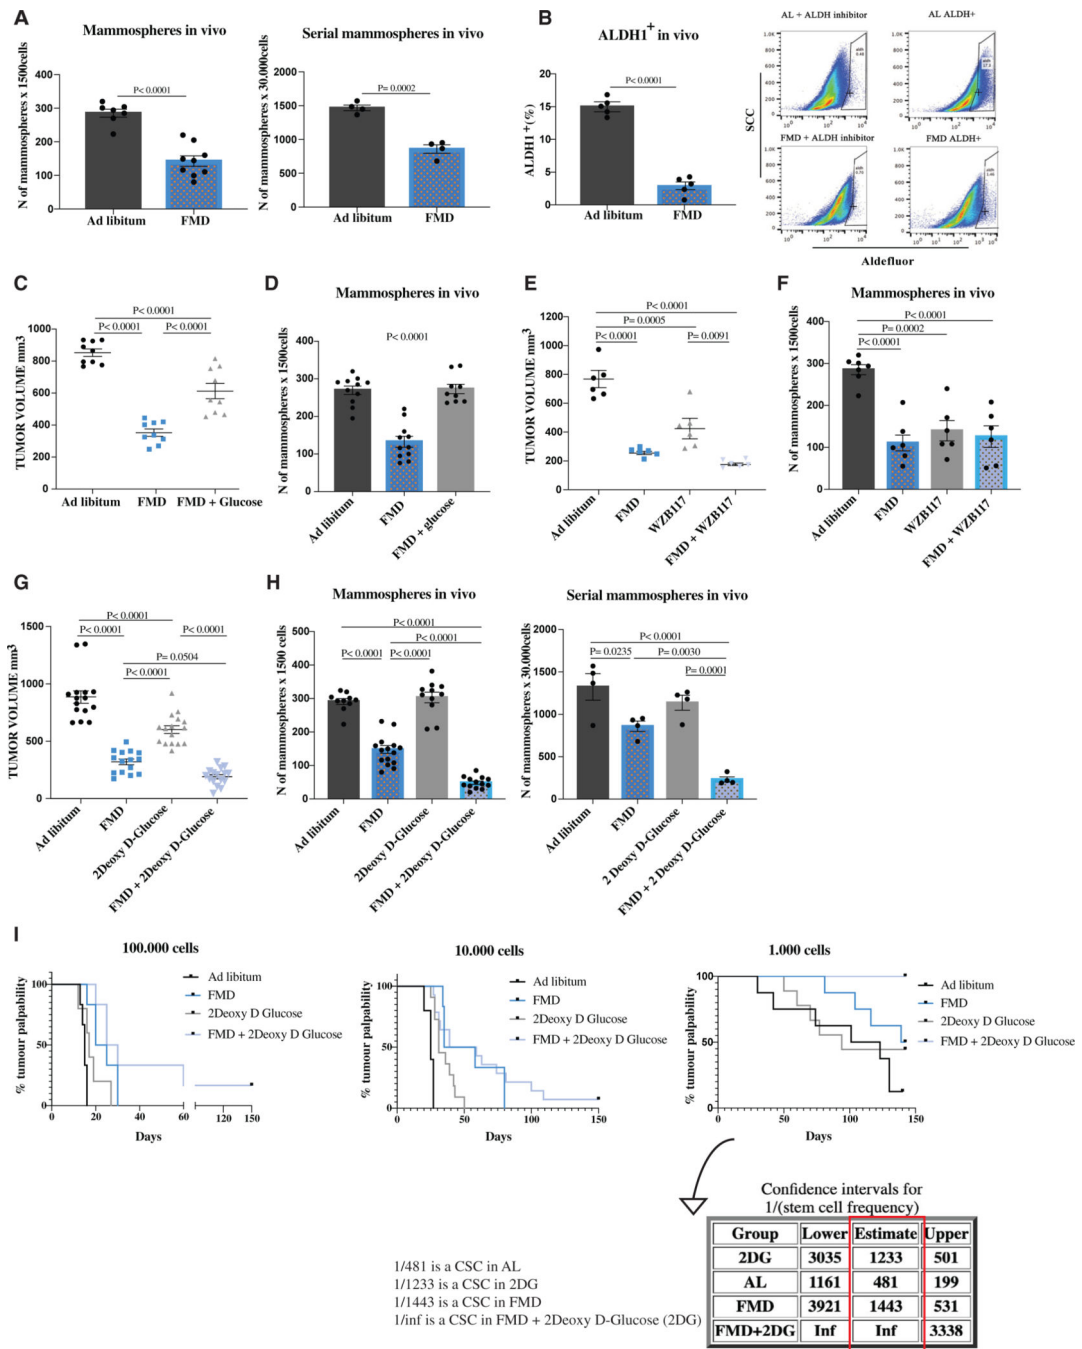 A
Mammospheres in vivo
N of mammospheres x 1500cells
400
300
200
100
0
P< 0.0001
Ad libitum
FMD
Serial mammospheres in vivo
N of mammospheres x 30.000cells
2000
1500
1000
500
0
P= 0.0002
Ad libitum
FMD
B
ALDH1+ in vivo
ALDH1+(%)
20
15
10
5
0
P< 0.0001
Ad libitum
FMD
AL + ALDH inhibitor
AL ALDH+
FMD + ALDH inhibitor
FMD ALDH+
SCC
Aldefluor
C
TUMOR VOLUME mm3
1000
800
600
400
200
0
P< 0.0001
P< 0.0001
P< 0.0001
Ad libitum
FMD
FMD + Glucose
D
Mammospheres in vivo
N of mammospheres x 1500cells
400
300
200
100
0
P< 0.0001
Ad libitum
FMD
FMD + glucose
E
TUMOR VOLUME mm3
1200
1000
800
600
400
200
0
P< 0.0001
P= 0.0005
P< 0.0001
P= 0.0091
Ad libitum
FMD
WZB117
FMD + WZB117
F
Mammospheres in vivo
N of mammospheres x 1500cells
400
300
200
100
0
P< 0.0001
P= 0.0002
P< 0.0001
Ad libitum
FMD
WZB117
FMD + WZB117
G
TUMOR VOLUME mm3
1500
1000
500
0
P< 0.0001
P< 0.0001
P< 0.0001
P= 0.0504
P< 0.0001
Ad libitum
FMD
2Deoxy D-Glucose
FMD + 2Deoxy D-Glucose
H
Mammospheres in vivo
N of mammospheres x 1500 cells
500
400
300
200
100
80
0
P< 0.0001
P< 0.0001
P< 0.0001
P< 0.0001
Ad libitum
FMD
2Deoxy D-Glucose
FMD + 2Deoxy D-Glucose
Serial mammospheres in vivo
N of mammospheres x 30.000cells
2000
1500
1000
500
0
P< 0.0001
P= 0.0235
P= 0.0030
P= 0.0001
Ad libitum
FMD
2 Deoxy D-Glucose
FMD + 2 Deoxy D-Glucose
I
100.000 cells
% tumour palpability
100
50
0
0
20
40
60
120
150
Days
Ad libitum
FMD
2Deoxy D Glucose
FMD + 2Deoxy D Glucose
10.000 cells
% tumour palpability
100
50
0
0
50
100
150
Days
Ad libitum
FMD
2Deoxy D Glucose
FMD + 2Deoxy D Glucose
1.000 cells
% tumour palpability
100
50
0
0
50
100
150
Days
Ad libitum
FMD
2Deoxy D Glucose
FMD + 2Deoxy D Glucose
1/481 is a CSC in AL
1/1233 is a CSC in 2DG
1/1443 is a CSC in FMD
1/inf is a CSC in FMD + 2Deoxy D-Glucose (2DG)
Confidence intervals for
1/(stem cell frequency)
Group Lower Estimate Upper
2DG 3035 1233 501
AL 1161 481 199
FMD 3921 1443 531
FMD+2DG Inf Inf 3338